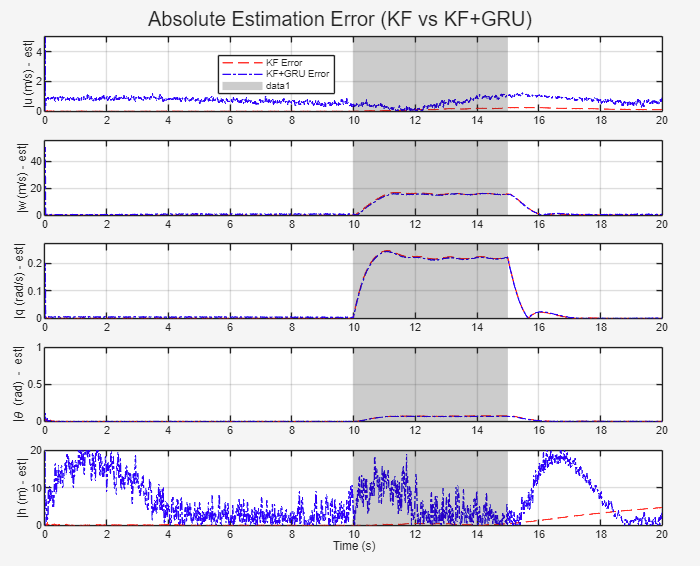 Absolute Estimation Error (KF vs KF+GRU)
|u (m/s) - est|
4
2
0
KF Error
KF+GRU Error
data1
0 2 4 6 8 10 12 14 16 18 20
|w (m/s) - est|
40
20
0
0 2 4 6 8 10 12 14 16 18 20
|q (rad/s) - est|
0.2
0.1
0
0 2 4 6 8 10 12 14 16 18 20
|θ (rad) - est|
1
0.5
0
0 2 4 6 8 10 12 14 16 18 20
|h (m) - est|
20
10
0
0 2 4 6 8 10 12 14 16 18 20
Time (s)